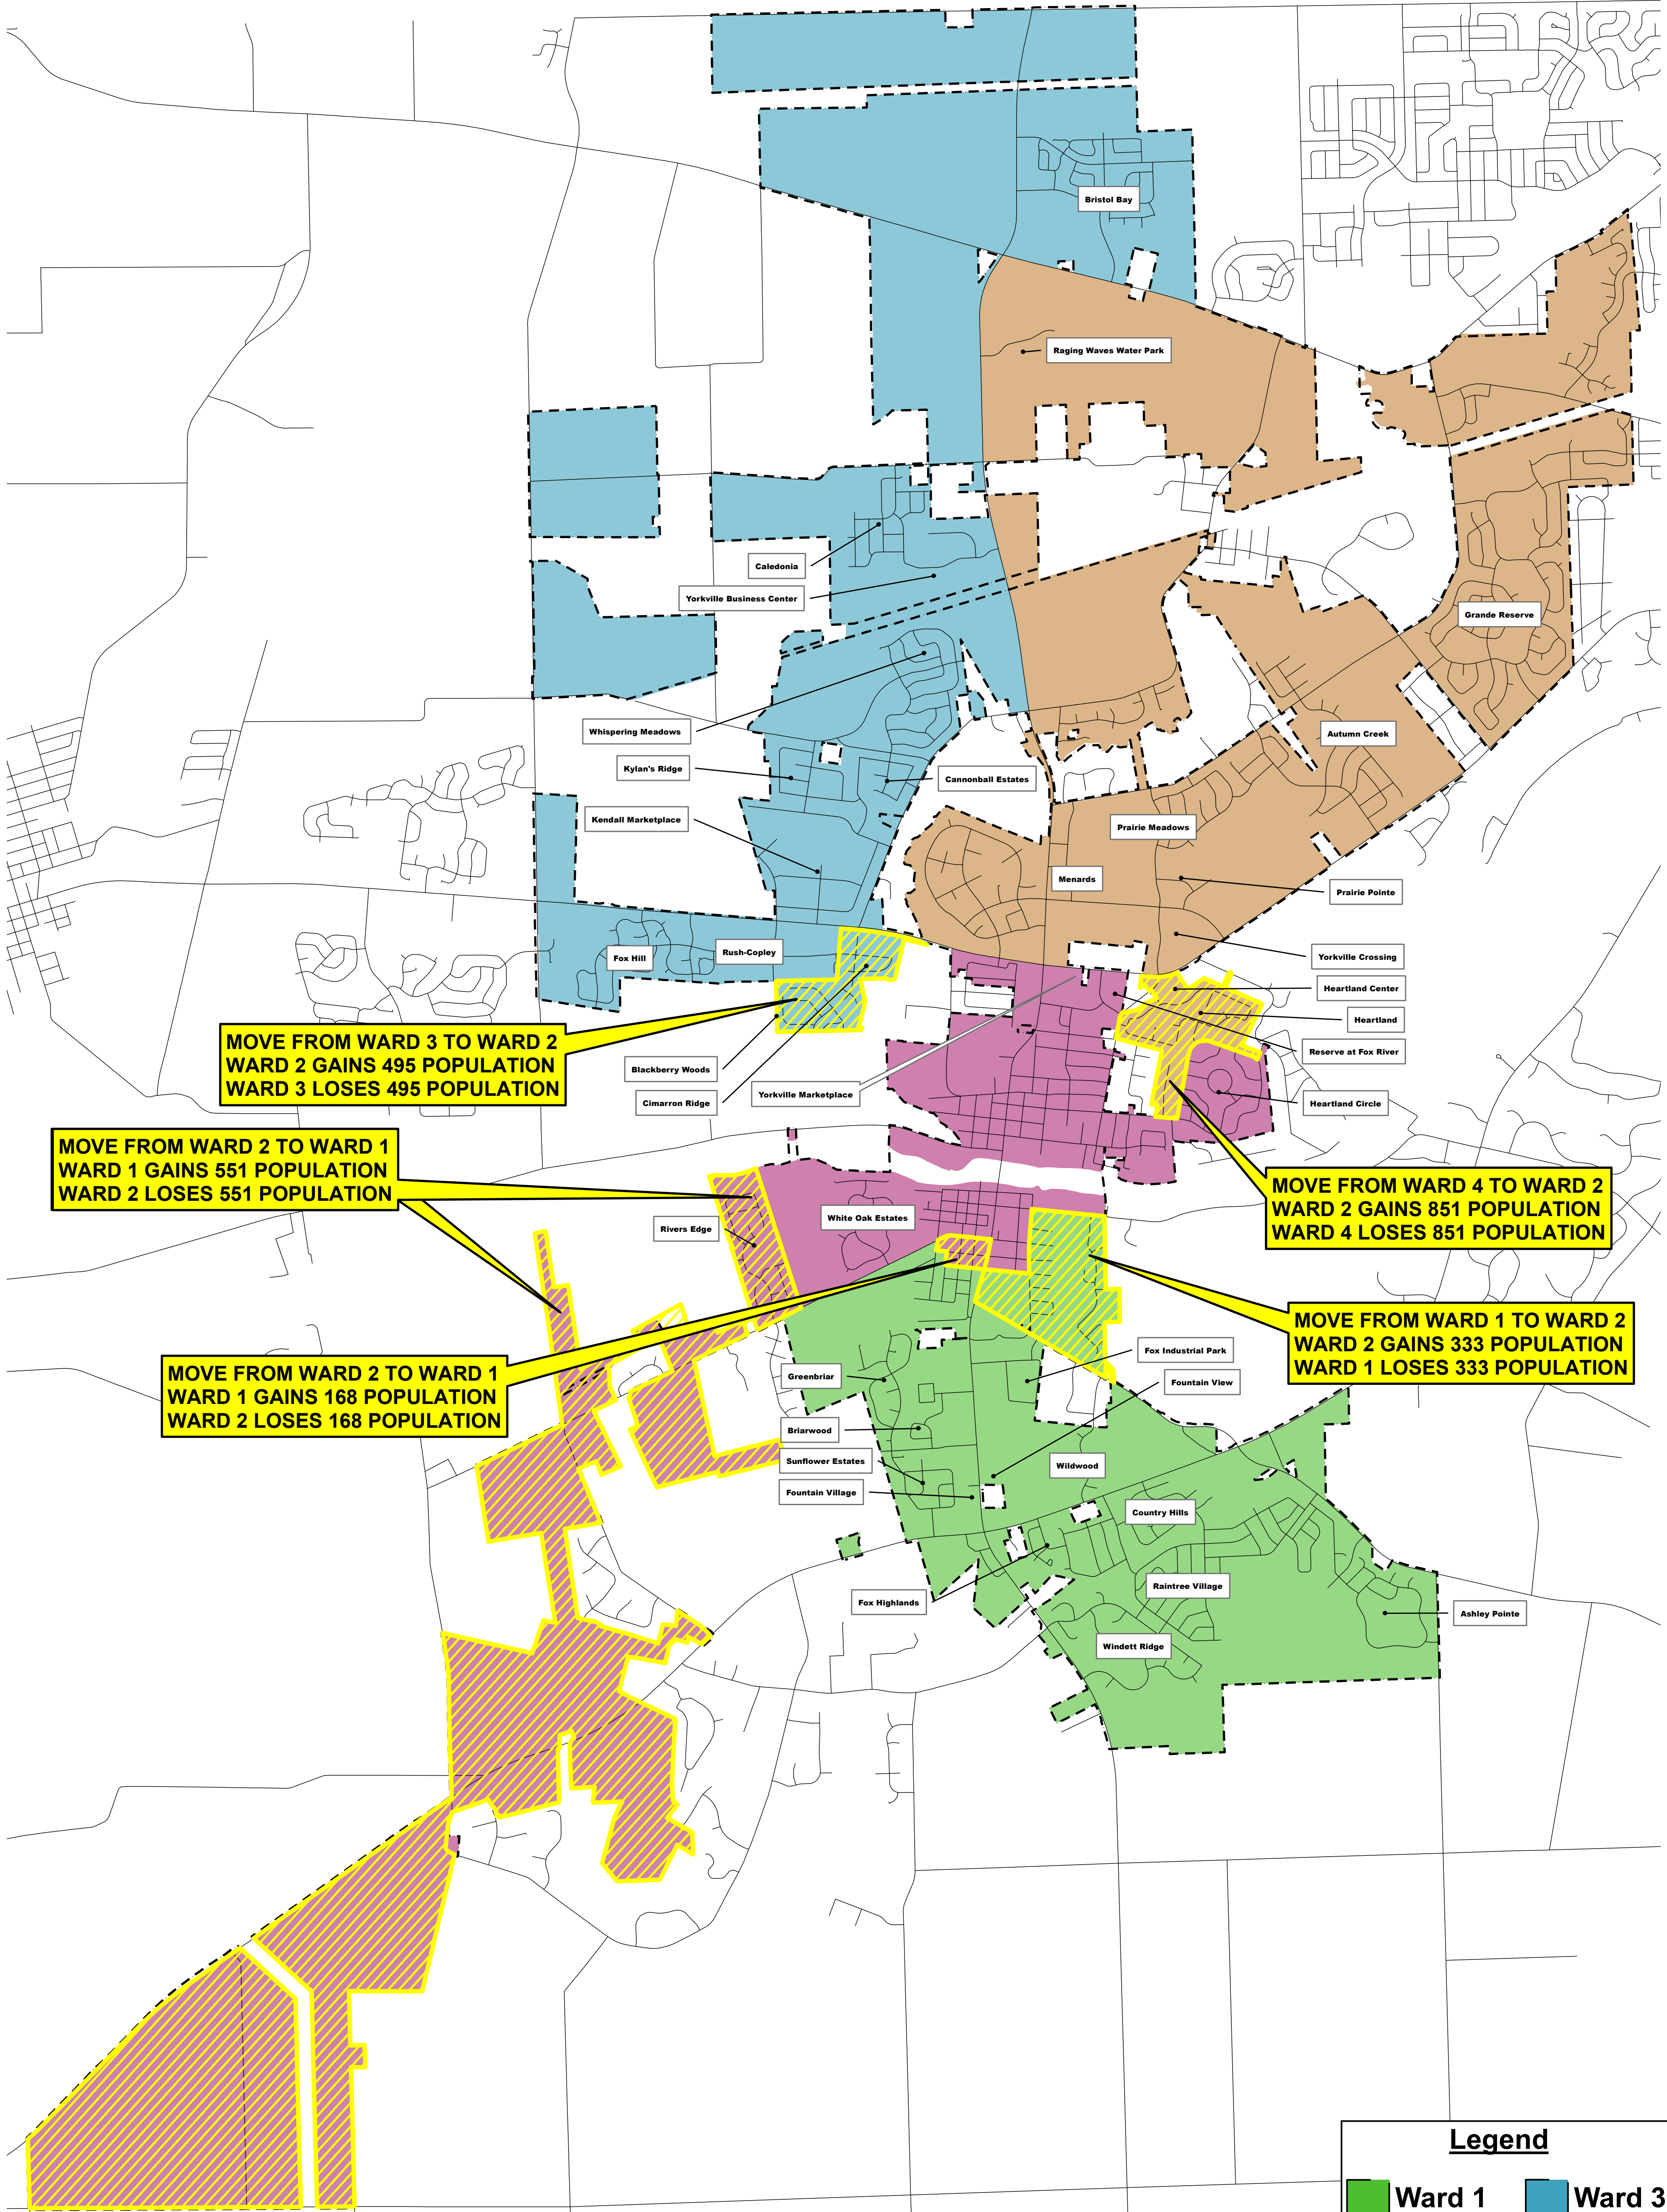 Bristol Bay
Raging Waves Water Park
Caledonia
Yorkville Business Center
Grande Reserve
Whispering Meadows
Autumn Creek
Kylan's Ridge
Cannonball Estates
Kendall Marketplace
Prairie Meadows
Menards
Prairie Pointe
Fox Hill
Rush-Copley
Yorkville Crossing
Heartland Center
Heartland
Reserve at Fox River
MOVE FROM WARD 3 TO WARD 2
WARD 2 GAINS 495 POPULATION
WARD 3 LOSES 495 POPULATION
Blackberry Woods
Cimarron Ridge
Yorkville Marketplace
Heartland Circle
MOVE FROM WARD 2 TO WARD 1
WARD 1 GAINS 551 POPULATION
WARD 2 LOSES 551 POPULATION
MOVE FROM WARD 4 TO WARD 2
WARD 2 GAINS 851 POPULATION
WARD 4 LOSES 851 POPULATION
Rivers Edge
White Oak Estates
MOVE FROM WARD 1 TO WARD 2
WARD 2 GAINS 333 POPULATION
WARD 1 LOSES 333 POPULATION
MOVE FROM WARD 2 TO WARD 1
WARD 1 GAINS 168 POPULATION
WARD 2 LOSES 168 POPULATION
Fox Industrial Park
Greenbriar
Fountain View
Briarwood
Sunflower Estates
Wildwood
Fountain Village
Country Hills
Raintree Village
Fox Highlands
Ashley Pointe
Windett Ridge
Legend
Ward 1
Ward 3